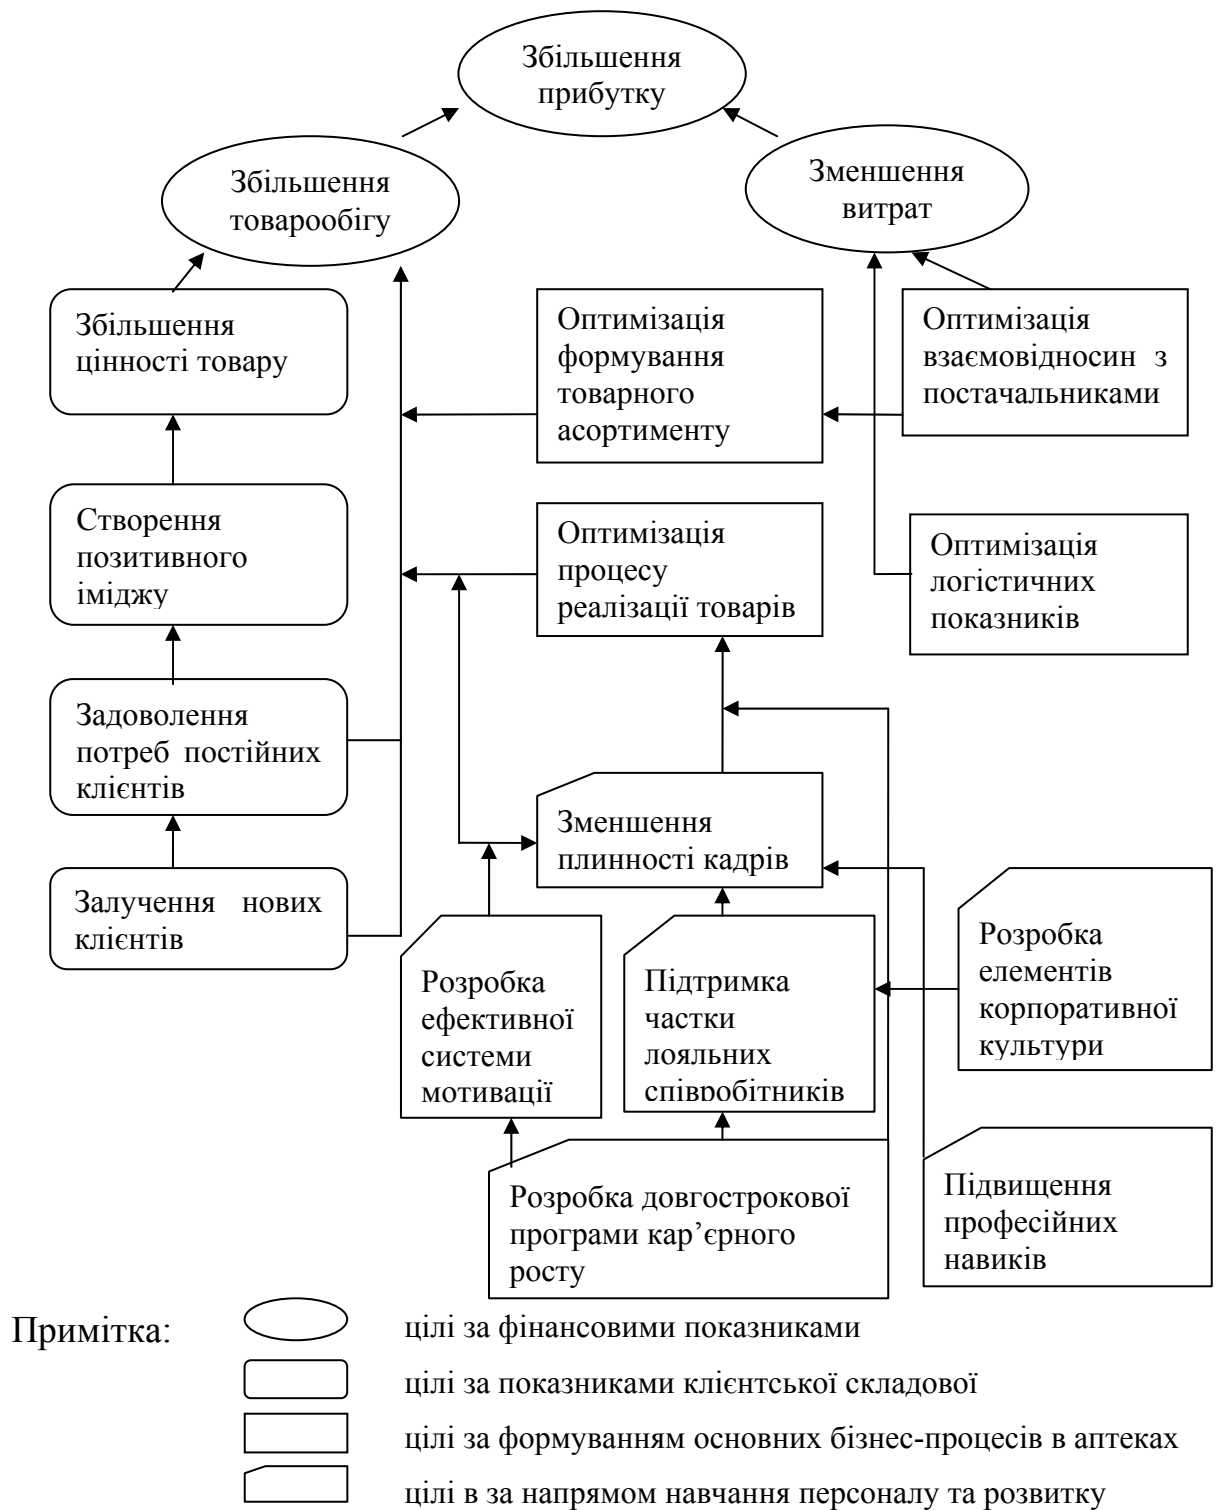 Збільшення
прибутку
Збільшення
товарообігу
Зменшення
витрат
Збільшення
цінності товару
Оптимізація
формування
товарного
асортименту
Оптимізація
взаємовідносин з
постачальниками
Створення
позитивного
іміджу
Оптимізація
процесу
реалізації товарів
Оптимізація
логістичних
показників
Задоволення
потреб постійних
клієнтів
Зменшення
плинності кадрів
Залучення нових
клієнтів
Розробка
ефективної
системи
мотивації
Підтримка
частки
лояльних
співробітників
Розробка
елементів
корпоративної
культури
Розробка довгострокової
програми кар’єрного
росту
Підвищення
професійних
навиків
Примітка:
цілі за фінансовими показниками
цілі за показниками клієнтської складової
цілі за формуванням основних бізнес-процесів в аптеках
цілі в за напрямом навчання персоналу та розвитку